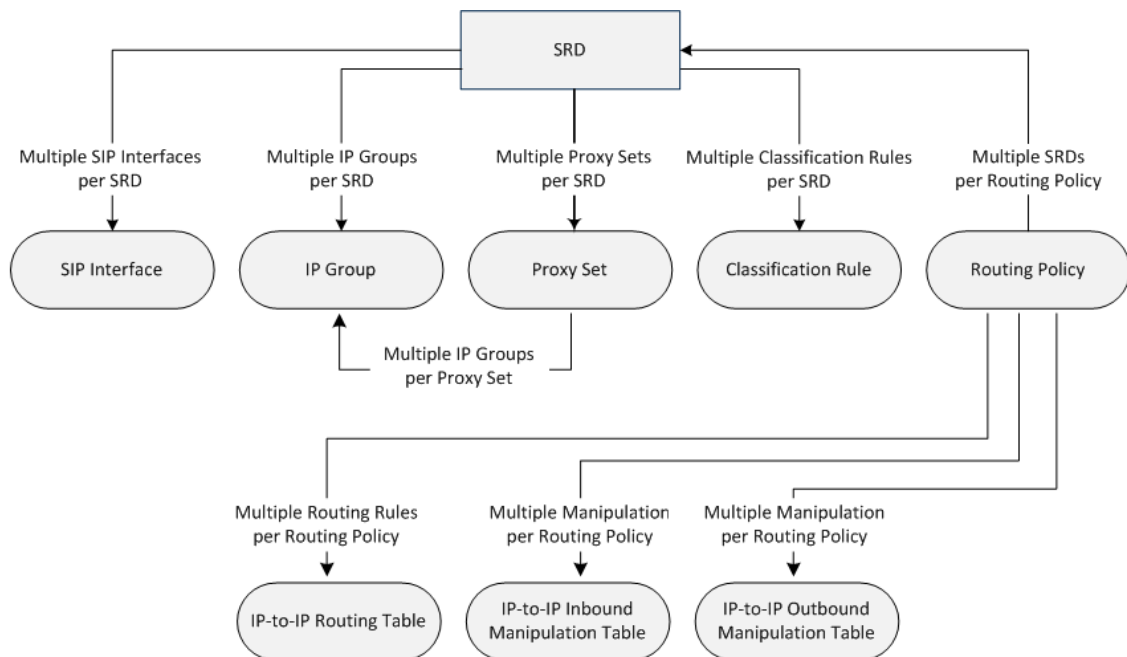 SRD
Multiple SIP Interfaces
per SRD
Multiple IP Groups
per SRD
Multiple Proxy Sets
per SRD
Multiple Classification Rules
per SRD
Multiple SRDs
per Routing Policy
SIP Interface
IP Group
Proxy Set
Classification Rule
Routing Policy
Multiple IP Groups
per Proxy Set
Multiple Routing Rules
per Routing Policy
Multiple Manipulation
per Routing Policy
Multiple Manipulation
per Routing Policy
IP-to-IP Routing Table
IP-to-IP Inbound
Manipulation Table
IP-to-IP Outbound
Manipulation Table